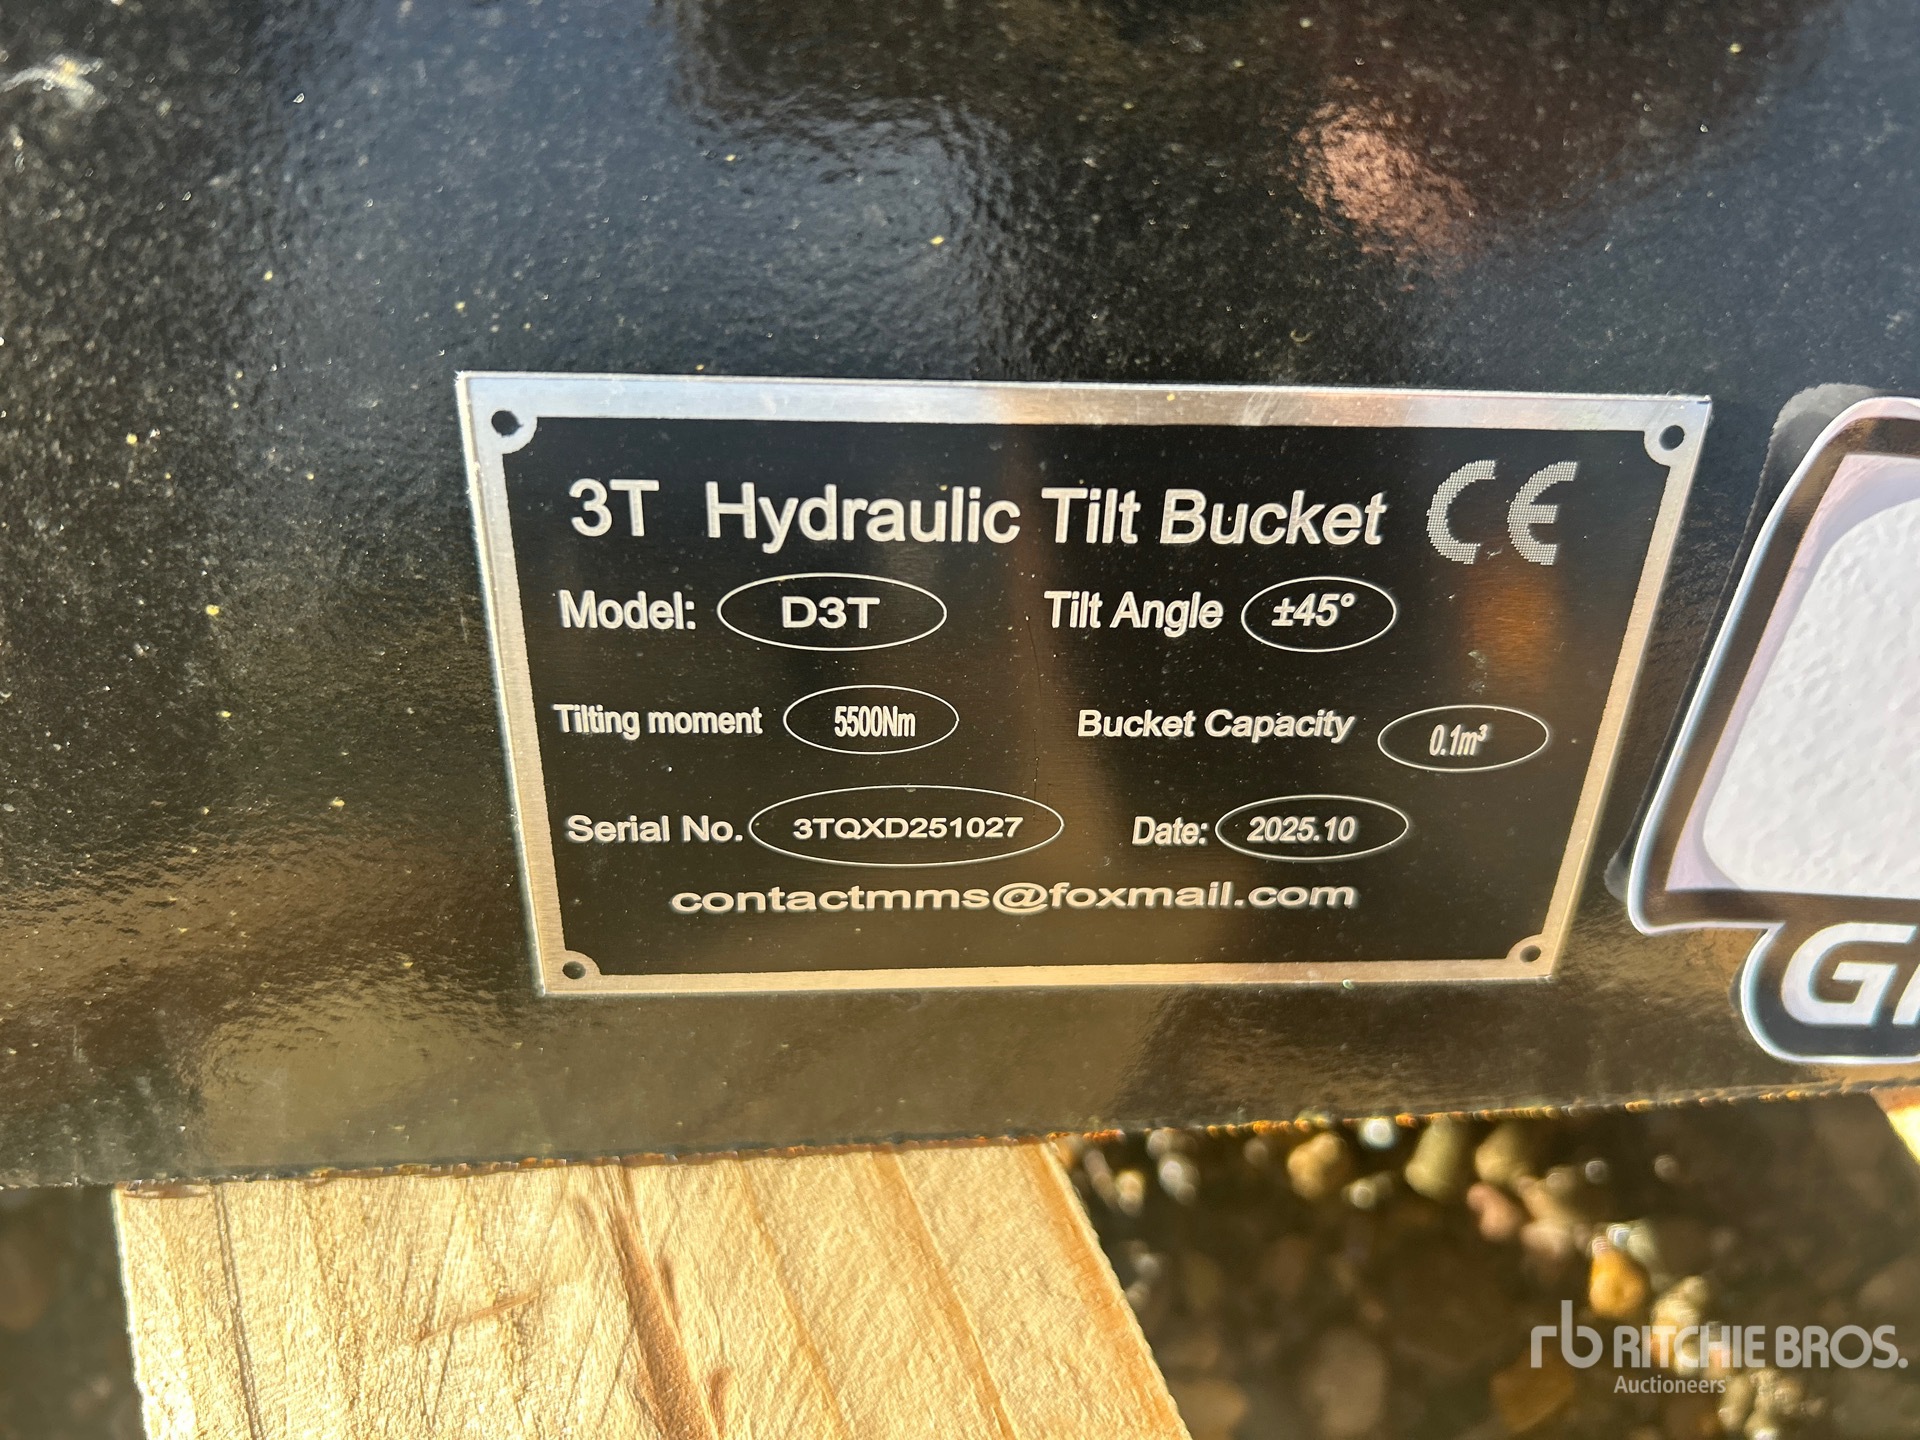 3T Hydraulic Tilt Bucket CE
Model: D3T Tilt Angle ±45°
Tilting moment 5500Nm Bucket Capacity 0.1m³
Serial No. 3TQXD251027 Date: 2025.10
contactmms@foxmail.com
rb RITCHIE BROS.
Auctioneers